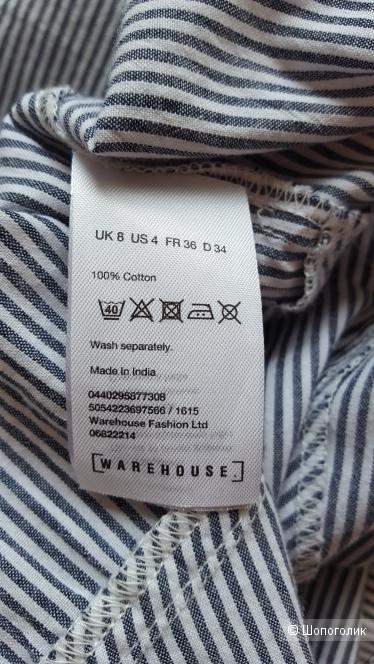 UK 8 US 4 FR 36 D 34
100% Cotton
40
Wash separately.
Made in India
0440295877308
5054223697566 / 1615
Warehouse Fashion Ltd
06822214
[WAREHOUSE]
© Шопоголик